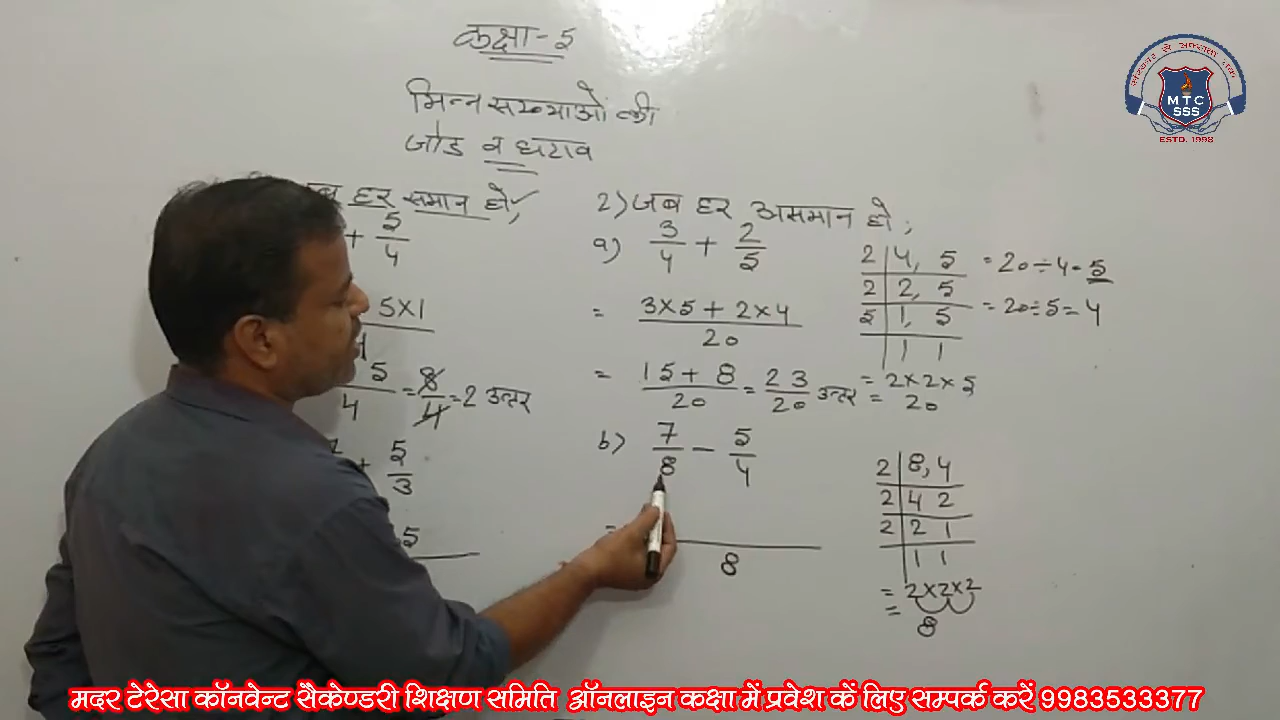 कक्षा-5
भिन्न संख्याओं की
जोड व घटाव
हर समान हो,
+ 5/4
5×1
5/4 = 8/4 = 2 उत्तर
+ 5/3
5
2) जब हर असमान हो,
a) 3/4 + 2/5
= 3×5 + 2×4 / 20
= 15 + 8 / 20 = 23/20 उत्तर
b) 7/8 - 5/4
= 8
2 | 4, 5 = 20 ÷ 4 = 5
2 | 2, 5 = 20 ÷ 5 = 4
5 | 1, 5
1 1
= 2×2×5
= 20
2 | 8, 4
2 | 4 2
2 | 2 1
1 1
= 2×2×2
= 8
MTC
SSS
ESTD. 1998
मदर टेरेसा कॉनवेन्ट सैकेण्डरी शिक्षण समिति ऑनलाइन कक्षा में प्रवेश कें लिए सम्पर्क करें 9983533377